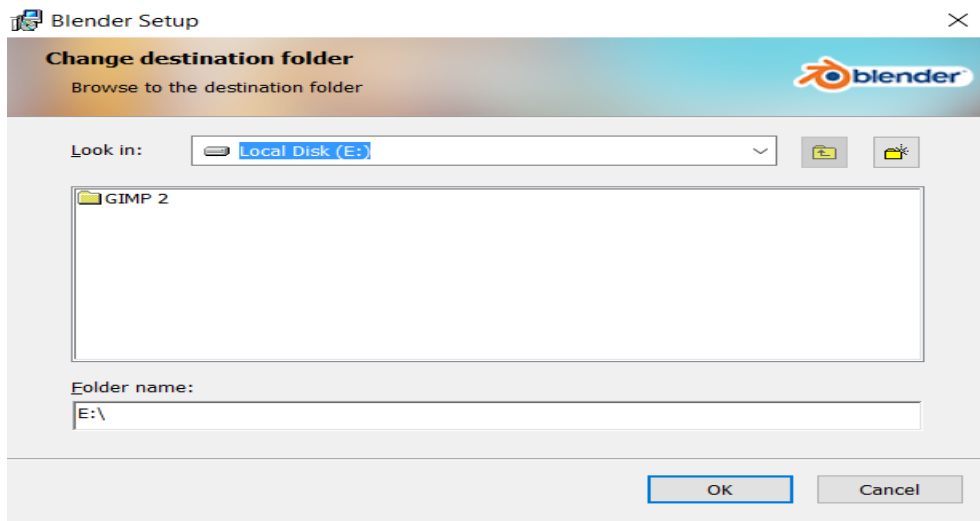 Blender Setup
Change destination folder
Browse to the destination folder
blender
Look in:
Local Disk (E:)
GIMP 2
Folder name:
E:\
OK
Cancel